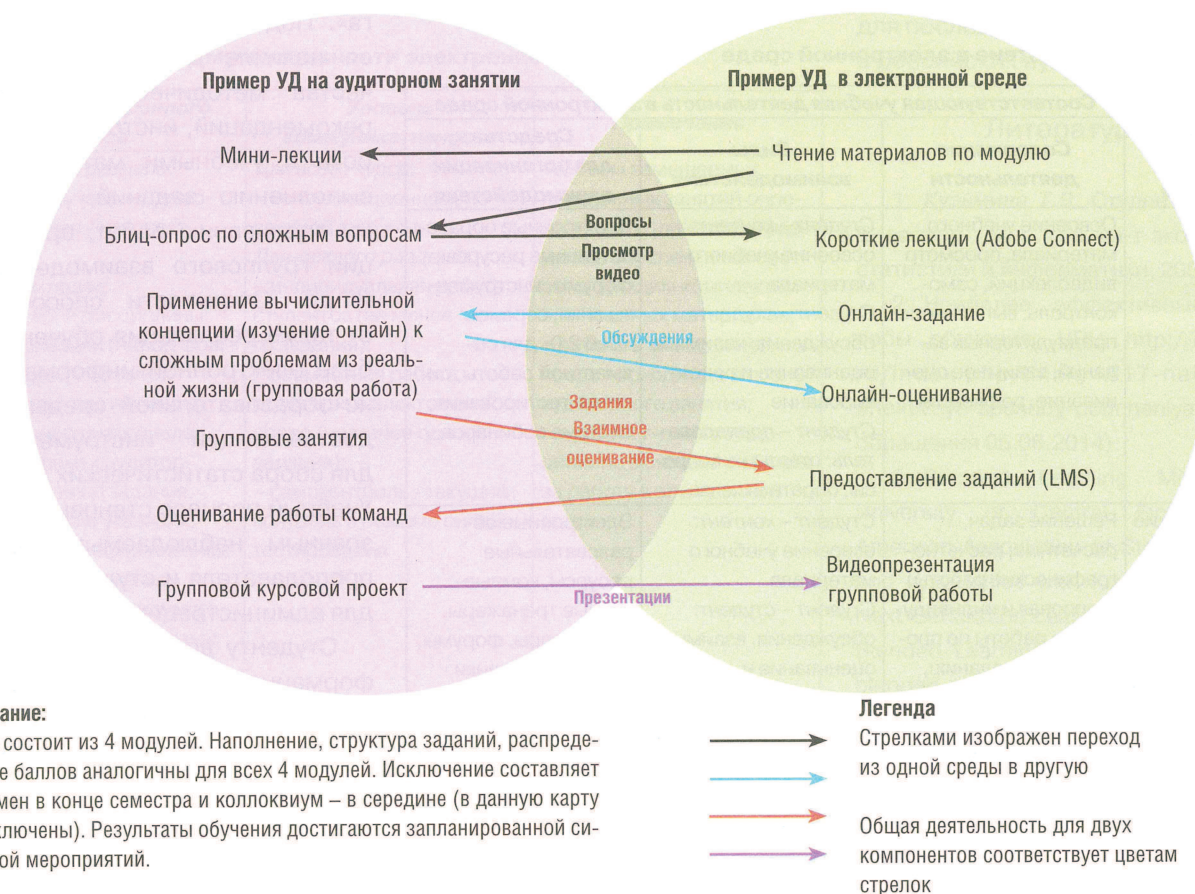 Пример УД на аудиторном занятии
Мини-лекции
Блиц-опрос по сложным вопросам
Применение вычислительной
концепции (изучение онлайн) к
сложным проблемам из реаль-
ной жизни (групповая работа)
Групповые занятия
Оценивание работы команд
Групповой курсовой проект
Вопросы
Просмотр
видео
Обсуждения
Задания
Взаимное
оценивание
Презентации
Пример УД в электронной среде
Чтение материалов по модулю
Короткие лекции (Adobe Connect)
Онлайн-задание
Онлайн-оценивание
Предоставление заданий (LMS)
Видеопрезентация
групповой работы
ание:
состоит из 4 модулей. Наполнение, структура заданий, распреде-
е баллов аналогичны для всех 4 модулей. Исключение составляет
мен в конце семестра и коллоквиум – в середине (в данную карту
ключены). Результаты обучения достигаются запланированной си-
ой мероприятий.
Легенда
Стрелками изображен переход
из одной среды в другую
Общая деятельность для двух
компонентов соответствует цветам
стрелок